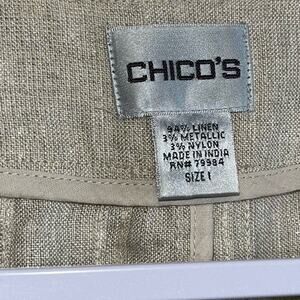 CHICO'S
94% LINEN
3% METALLIC
3% NYLON
MADE IN INDIA
RN# 79984
SIZE 1